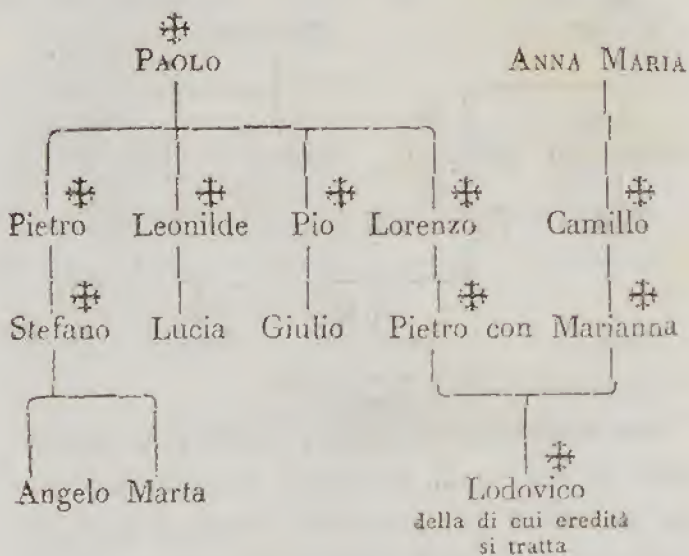 PAOLO ANNA MARIA
Pietro Leonilde Pio Lorenzo Camillo
Stefano Lucia Giulio Pietro con Marianna
Angelo Marta Lodovico
della di cui eredità
si tratta